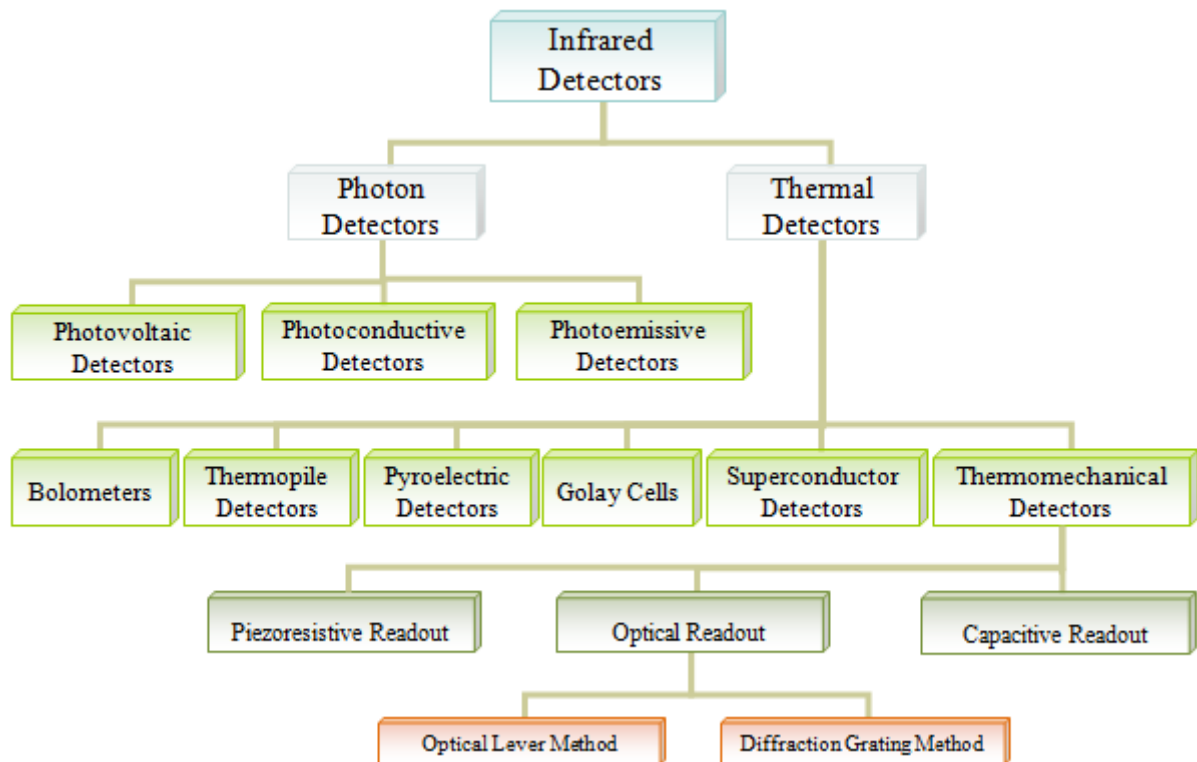 Infrared
Detectors
Photon
Detectors
Thermal
Detectors
Photovoltaic
Detectors
Photoconductive
Detectors
Photoemissive
Detectors
Bolometers
Thermopile
Detectors
Pyroelectric
Detectors
Golay Cells
Superconductor
Detectors
Thermomechanical
Detectors
Piezoresistive Readout
Optical Readout
Capacitive Readout
Optical Lever Method
Diffraction Grating Method